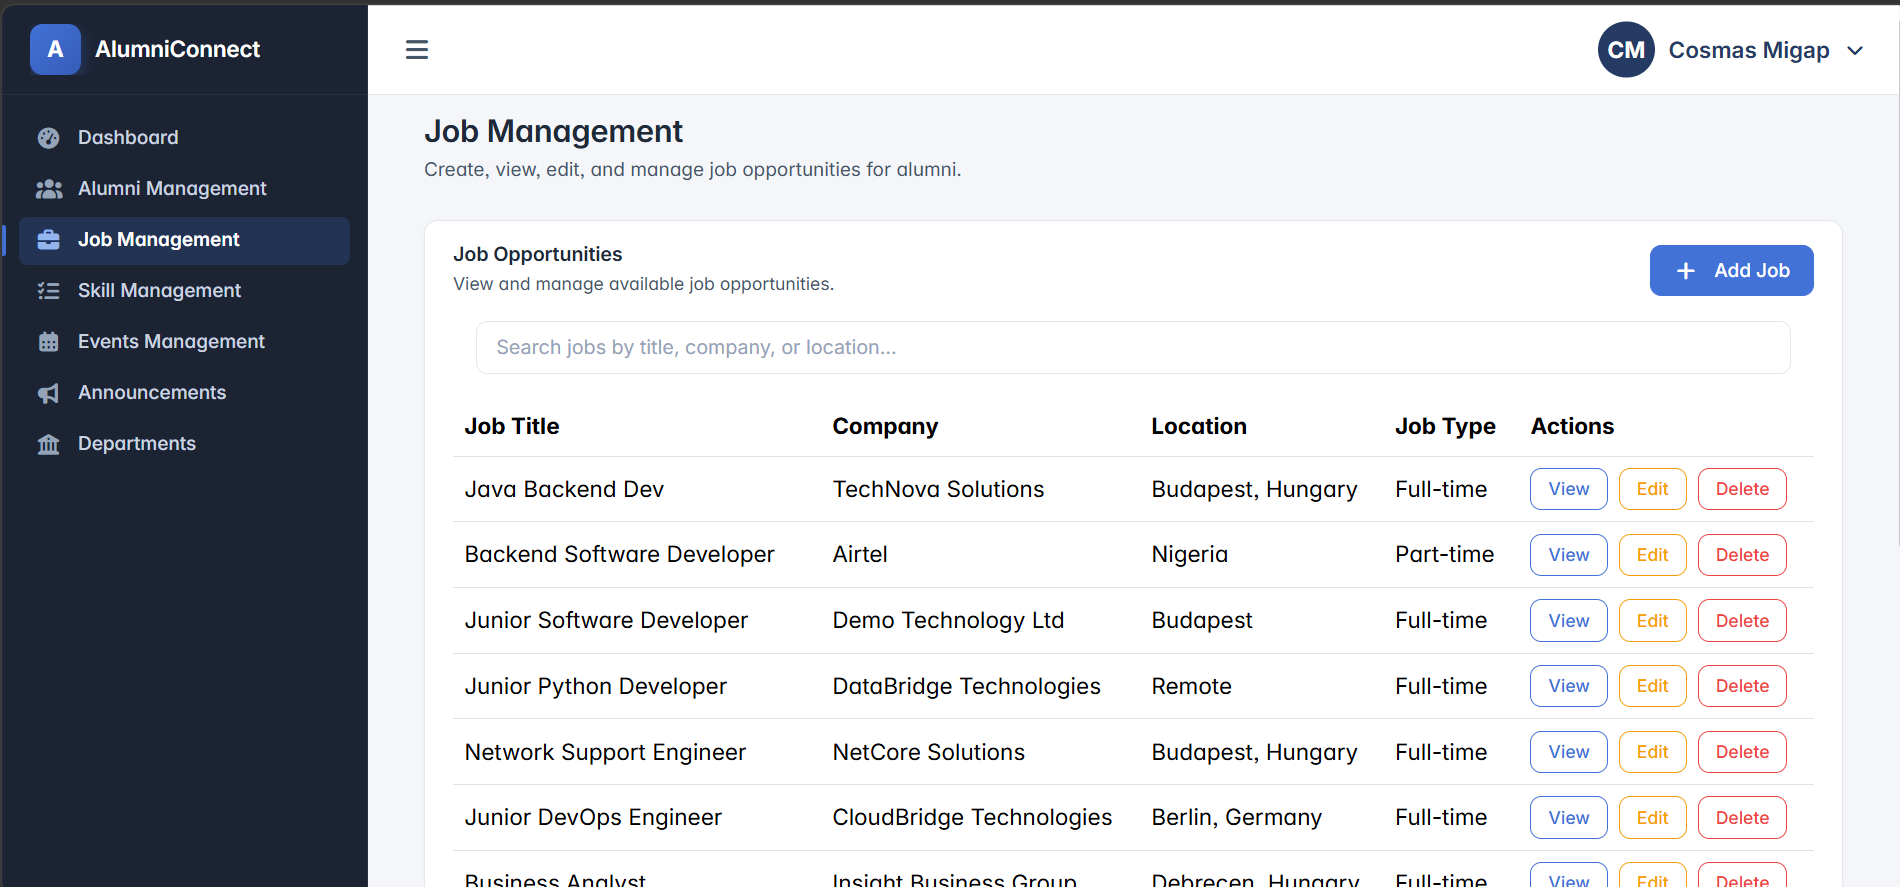 A AlumniConnect
CM Cosmas Migap
Dashboard
Alumni Management
Job Management
Skill Management
Events Management
Announcements
Departments
Job Management
Create, view, edit, and manage job opportunities for alumni.
Job Opportunities
View and manage available job opportunities.
+ Add Job
Search jobs by title, company, or location...
Job Title Company Location Job Type Actions
Java Backend Dev TechNova Solutions Budapest, Hungary Full-time View Edit Delete
Backend Software Developer Airtel Nigeria Part-time View Edit Delete
Junior Software Developer Demo Technology Ltd Budapest Full-time View Edit Delete
Junior Python Developer DataBridge Technologies Remote Full-time View Edit Delete
Network Support Engineer NetCore Solutions Budapest, Hungary Full-time View Edit Delete
Junior DevOps Engineer CloudBridge Technologies Berlin, Germany Full-time View Edit Delete
Business Analyst Insight Business Group Debrecen, Hungary Full-time View Edit Delete